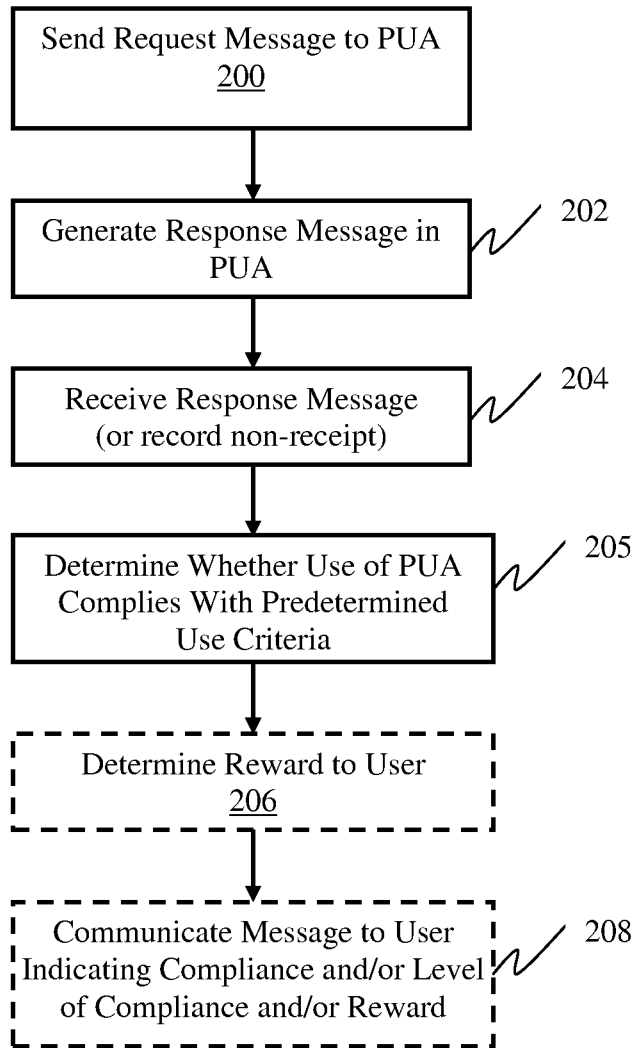 Send Request Message to PUA
200
Generate Response Message in
PUA
202
Receive Response Message
(or record non-receipt)
204
Determine Whether Use of PUA
Complies With Predetermined
Use Criteria
205
Determine Reward to User
206
Communicate Message to User
Indicating Compliance and/or Level
of Compliance and/or Reward
208